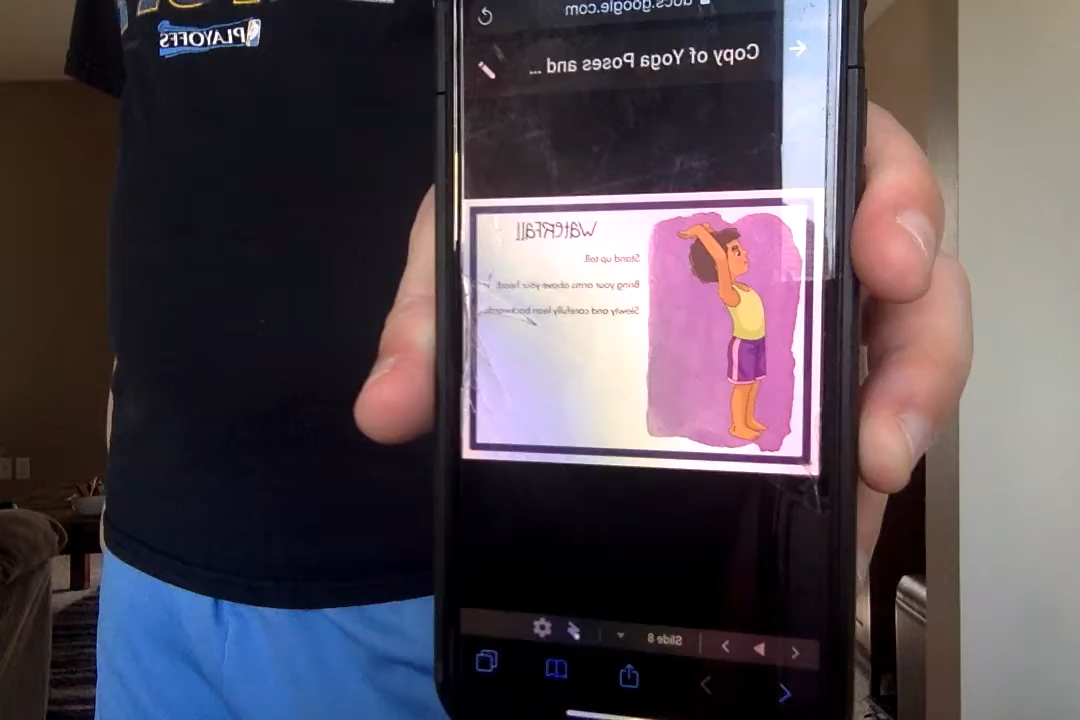 PLAYOFFS
docs.google.com
Copy of Yoga Poses and ...
Waterfall
Stand up tall.
Bring your arms above your head.
Slowly and carefully lean backwards.
Slide 8